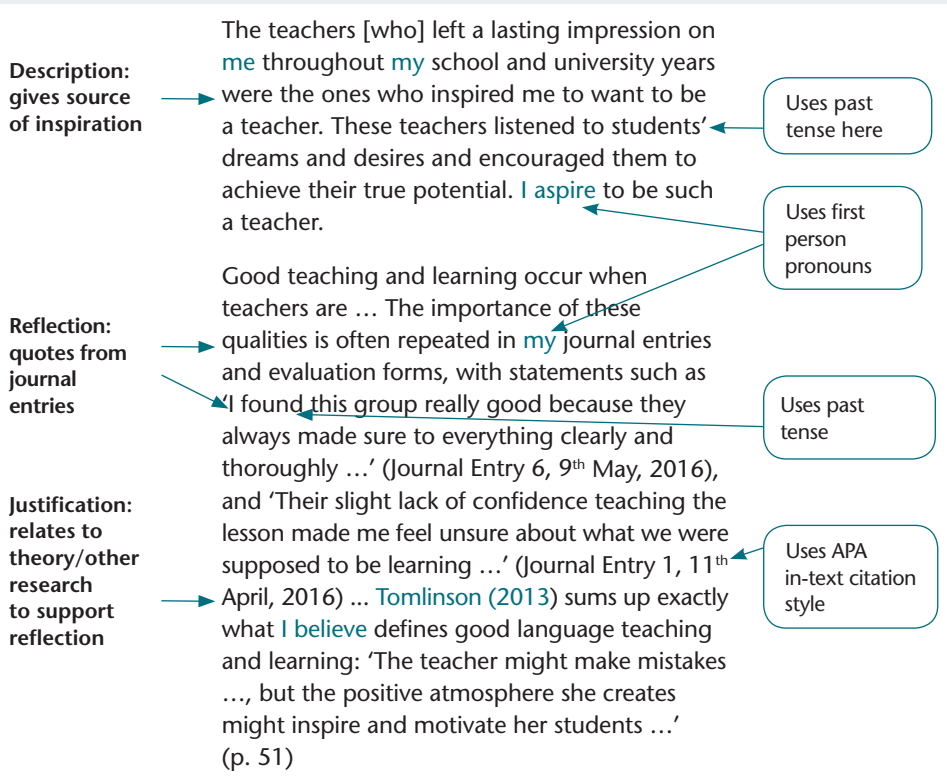 The teachers [who] left a lasting impression on
me throughout my school and university years
were the ones who inspired me to want to be
a teacher. These teachers listened to students’
dreams and desires and encouraged them to
achieve their true potential. I aspire to be such
a teacher.
Description:
gives source
of inspiration
Uses past
tense here
Uses first
person
pronouns
Good teaching and learning occur when
teachers are … The importance of these
qualities is often repeated in my journal entries
and evaluation forms, with statements such as
‘I found this group really good because they
always made sure to everything clearly and
thoroughly …’ (Journal Entry 6, 9th May, 2016),
and ‘Their slight lack of confidence teaching the
lesson made me feel unsure about what we were
supposed to be learning …’ (Journal Entry 1, 11th
April, 2016) ... Tomlinson (2013) sums up exactly
what I believe defines good language teaching
and learning: ‘The teacher might make mistakes
…, but the positive atmosphere she creates
might inspire and motivate her students …’
(p. 51)
Reflection:
quotes from
journal
entries
Uses past
tense
Justification:
relates to
theory/other
research
to support
reflection
Uses APA
in-text citation
style